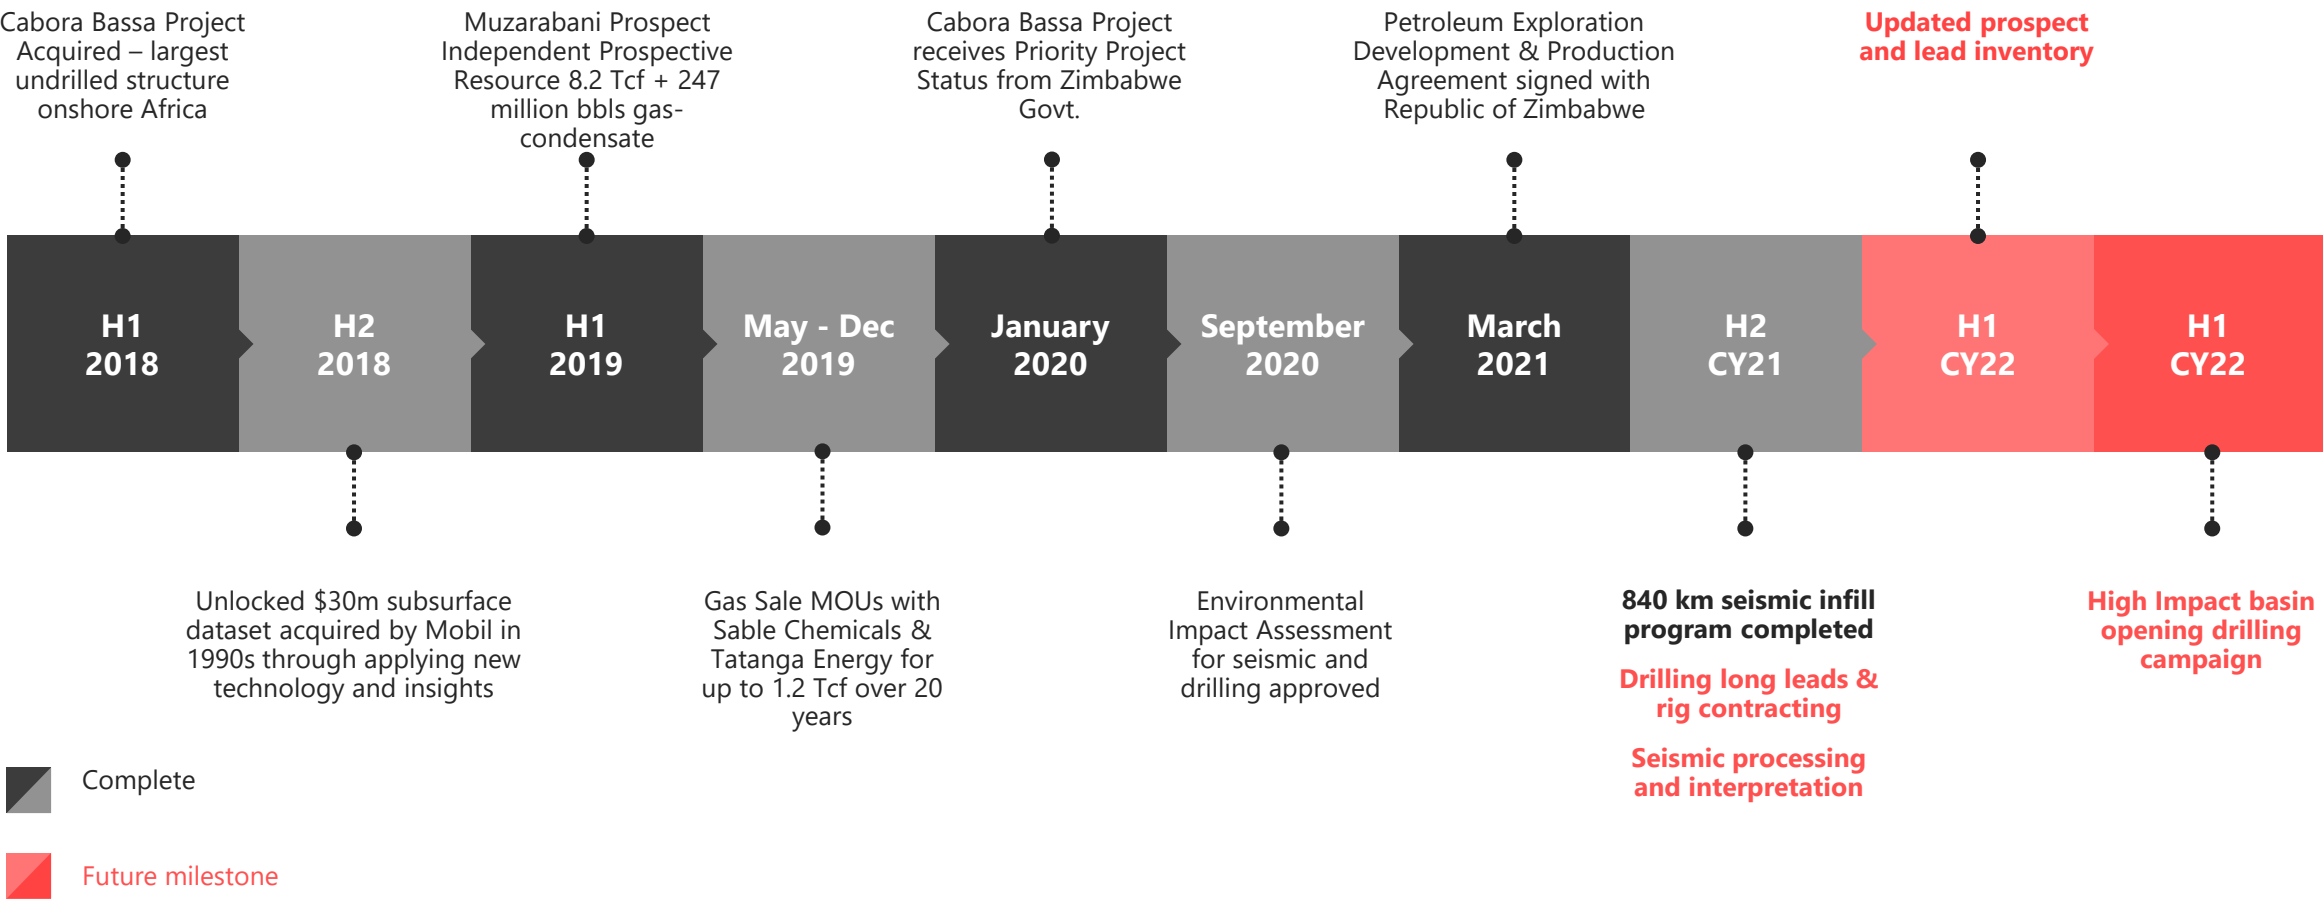 Cabora Bassa Project
Acquired – largest
undrilled structure
onshore Africa
Muzarabani Prospect
Independent Prospective
Resource 8.2 Tcf + 247
million bbls gas-
condensate
Cabora Bassa Project
receives Priority Project
Status from Zimbabwe
Govt.
Petroleum Exploration
Development & Production
Agreement signed with
Republic of Zimbabwe
Updated prospect
and lead inventory
H1
2018
H2
2018
H1
2019
May - Dec
2019
January
2020
September
2020
March
2021
H2
CY21
H1
CY22
H1
CY22
Unlocked $30m subsurface
dataset acquired by Mobil in
1990s through applying new
technology and insights
Gas Sale MOUs with
Sable Chemicals &
Tatanga Energy for
up to 1.2 Tcf over 20
years
Environmental
Impact Assessment
for seismic and
drilling approved
840 km seismic infill
program completed
Drilling long leads &
rig contracting
Seismic processing
and interpretation
High Impact basin
opening drilling
campaign
Complete
Future milestone